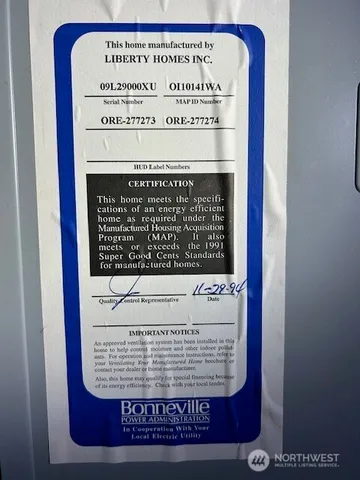 This home manufactured by
LIBERTY HOMES INC.
09L29000XU OI10141WA
Serial Number MAP ID Number
ORE-277273 ORE-277274
HUD Label Numbers
CERTIFICATION
This home meets the specifi-
cations of an energy efficient
home as required under the
Manufactured Housing Acquisition
Program (MAP). It also
meets or exceeds the 1991
Super Good Cents Standards
for manufactured homes.
11-29-94
Quality Control Representative Date
IMPORTANT NOTICES
An approved ventilation system has been installed in this
home to help control moisture and other indoor pollut-
ants. For operation and maintenance instructions, refer to
your Ventilating Your Manufactured Home brochure or
contact your dealer or home manufacturer.
Also, this home may qualify for special financing because
of its energy efficiency. Check with your local lender.
Bonneville
POWER ADMINISTRATION
In Cooperation With Your
Local Electric Utility
NORTHWEST
MULTIPLE LISTING SERVICE